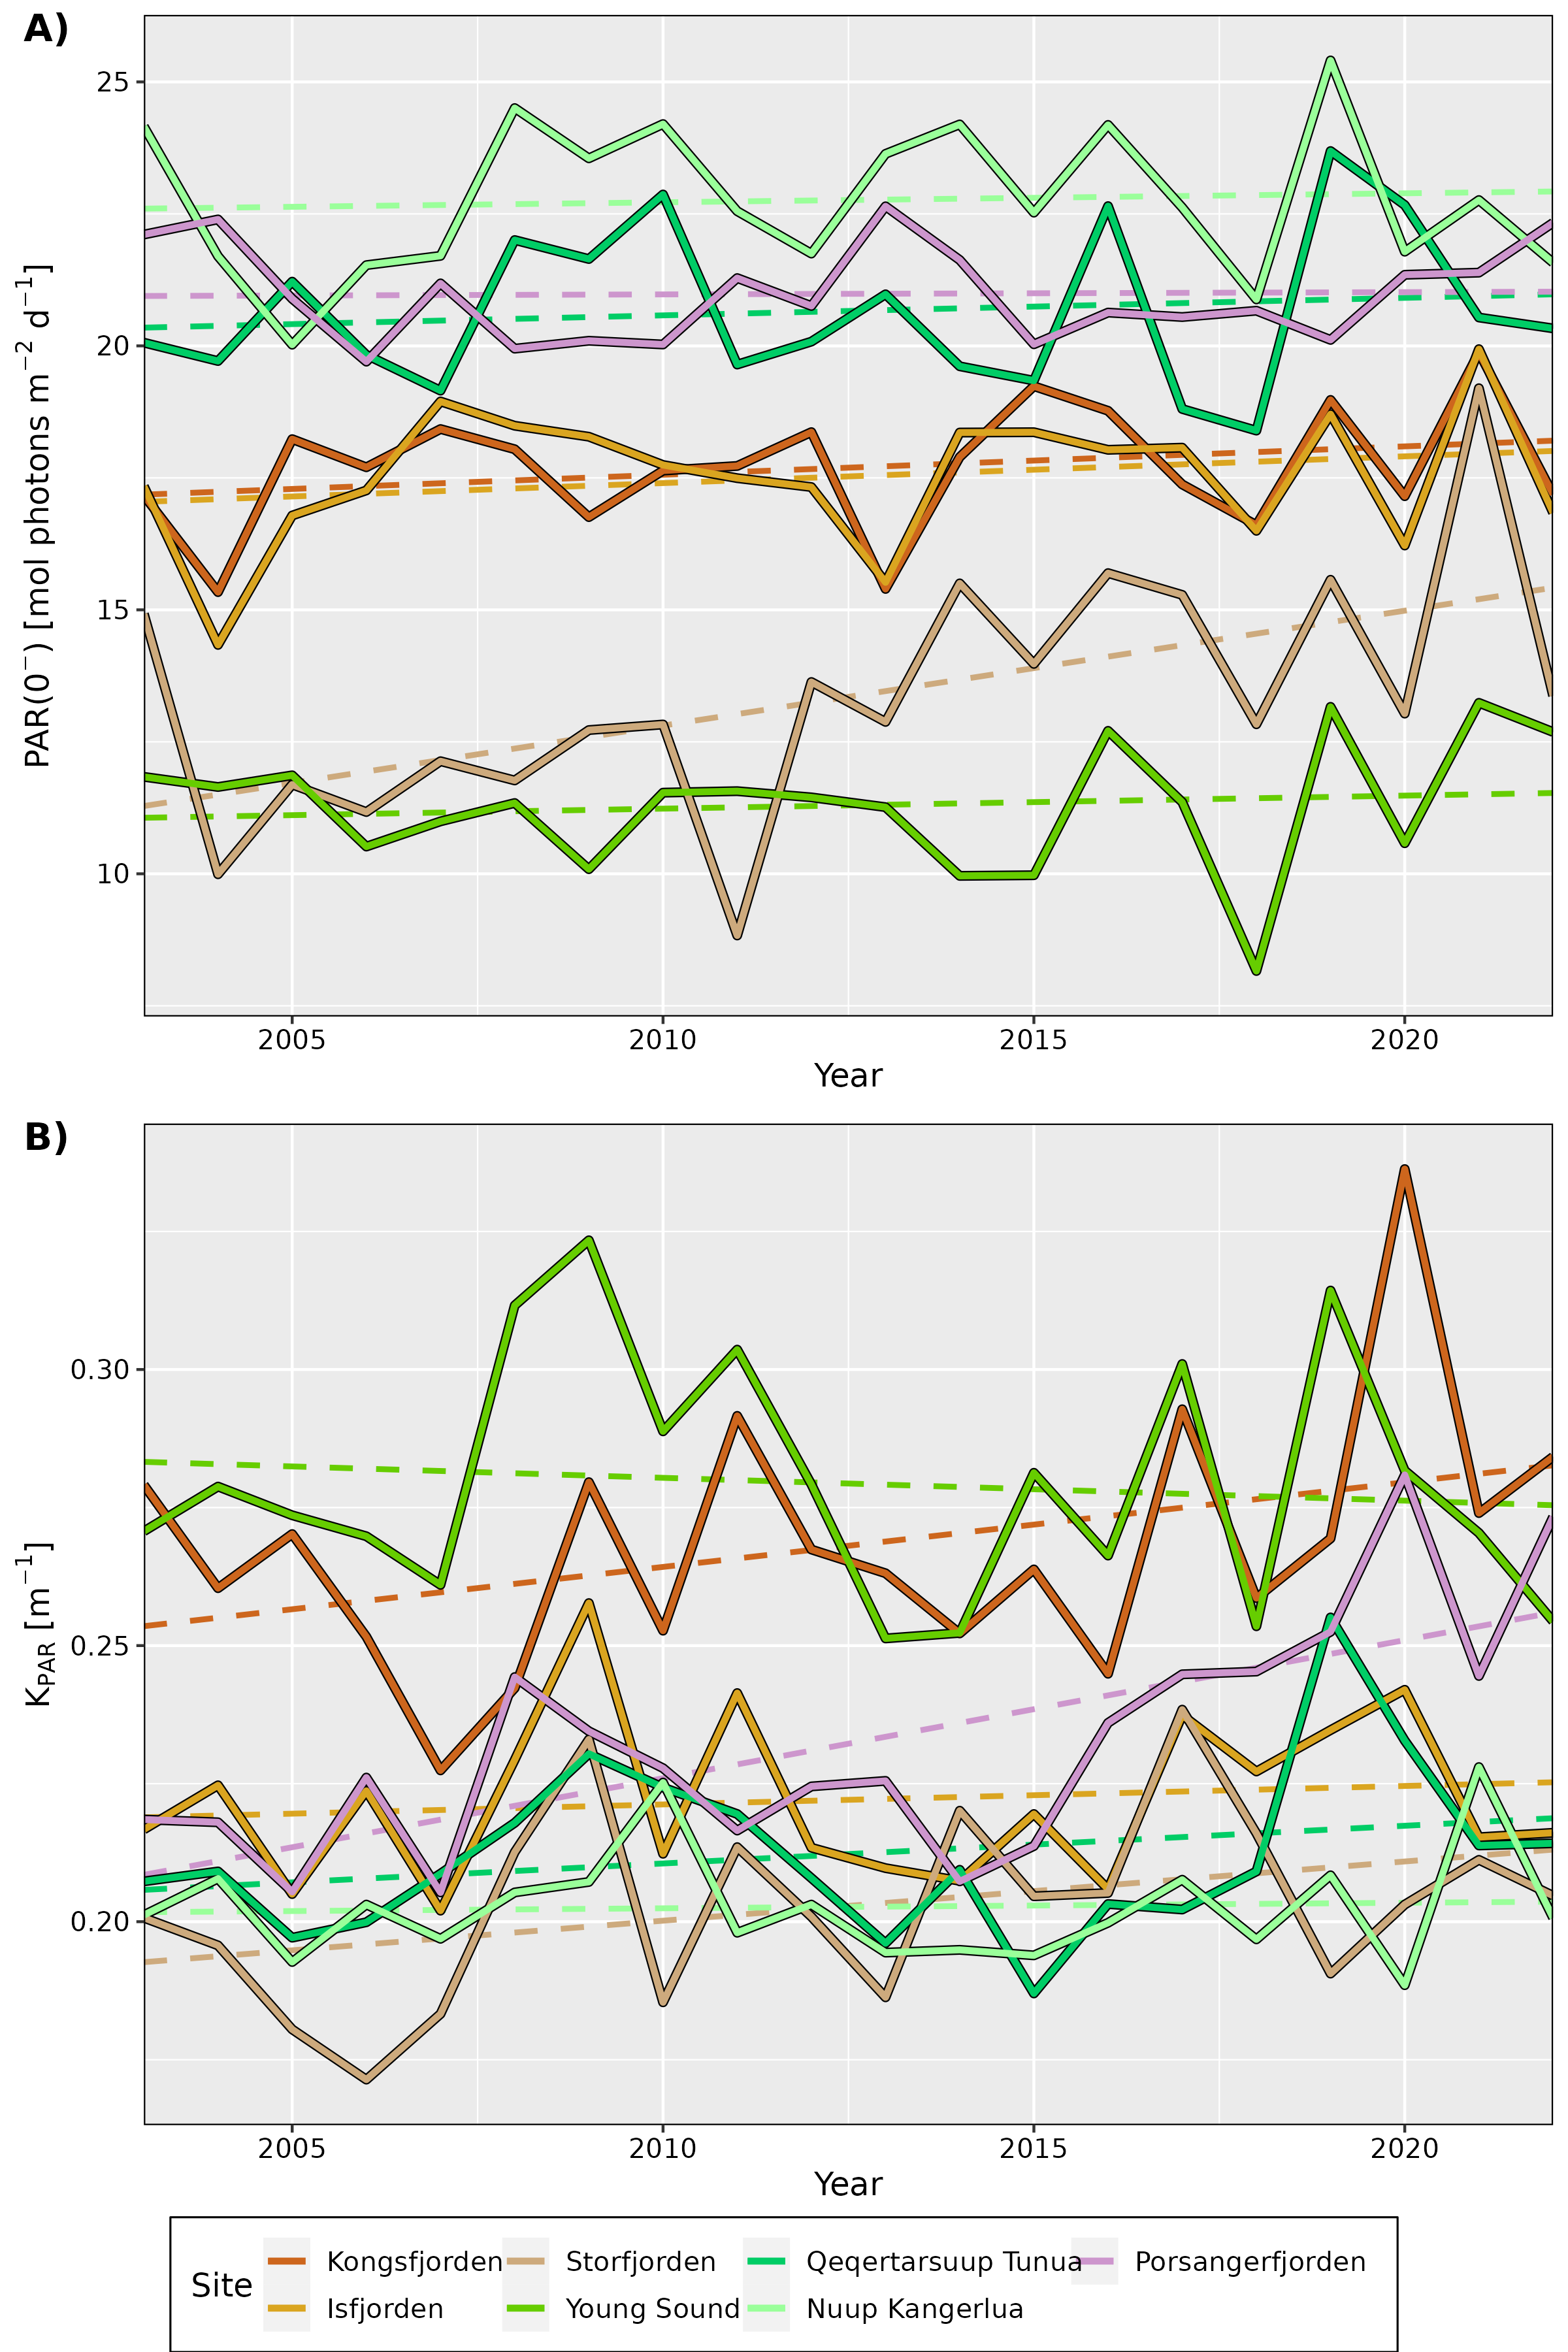 A)
25
20
15
10
PAR(0⁻) [mol photons m⁻² d⁻¹]
2005 2010 2015 2020
Year
B)
0.30
0.25
0.20
K_PAR [m⁻¹]
2005 2010 2015 2020
Year
Site
Kongsfjorden Storfjorden Qeqertarsuup Tunua Porsangerfjorden
Isfjorden Young Sound Nuup Kangerlua